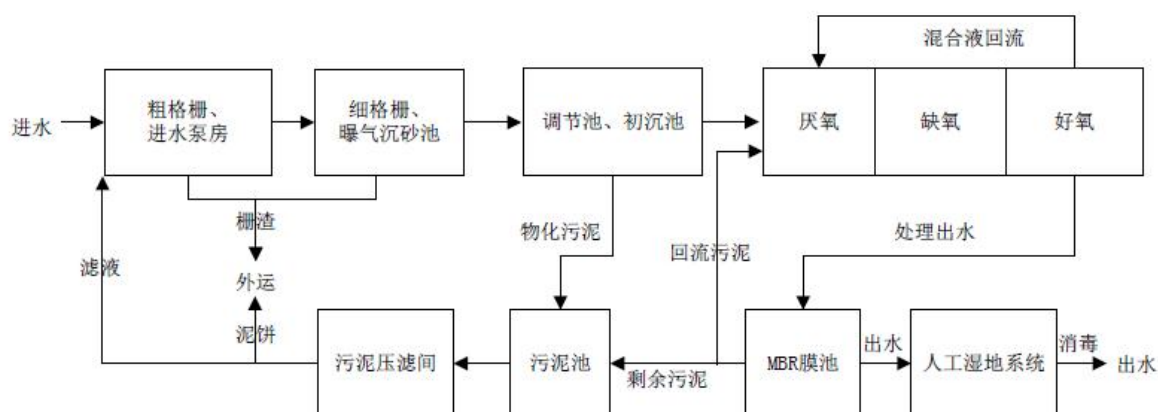 混合液回流
进水
粗格栅、
进水泵房
细格栅、
曝气沉砂池
调节池、初沉池
厌氧
缺氧
好氧
栅渣
物化污泥
处理出水
滤液
外运
回流污泥
泥饼
污泥压滤间
污泥池
剩余污泥
MBR膜池
出水
人工湿地系统
消毒
出水